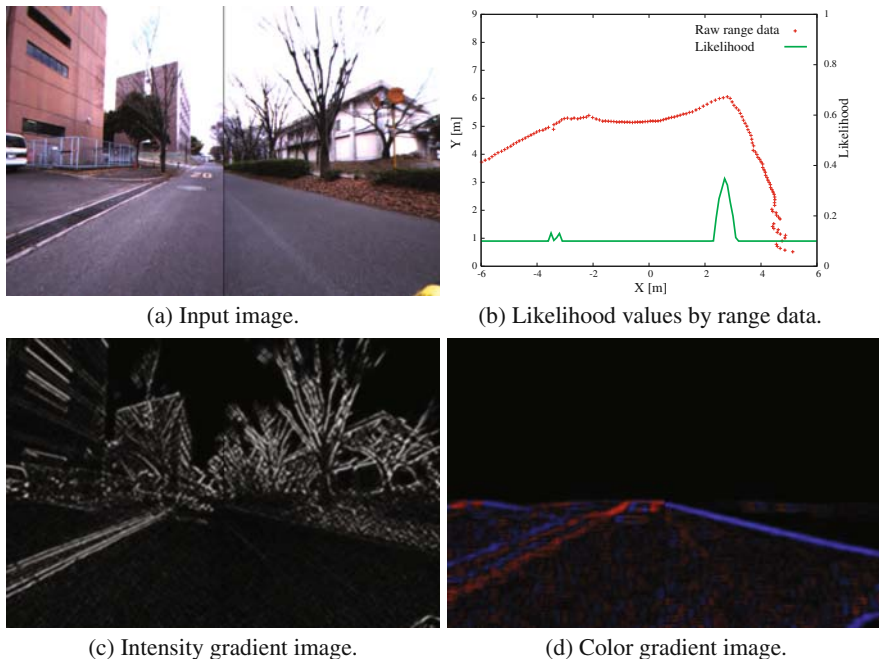 Raw range data
Likelihood
9
8
7
6
5
4
3
2
1
0
Y [m]
1
0.8
0.6
0.4
0.2
0
Likelihood
-6 -4 -2 0 2 4 6
X [m]
(a) Input image.
(b) Likelihood values by range data.
(c) Intensity gradient image.
(d) Color gradient image.